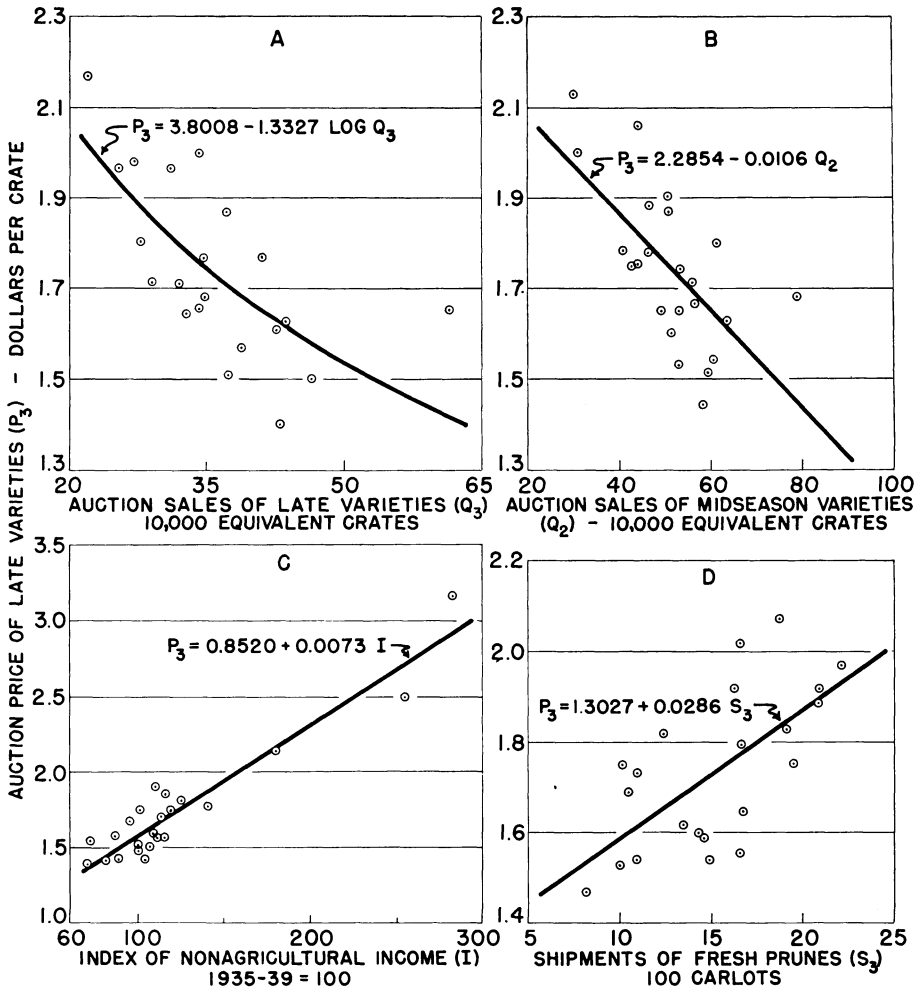 AUCTION PRICE OF LATE VARIETIES (P₃) - DOLLARS PER CRATE
A
2.3
2.1
1.9
1.7
1.5
1.3
P₃ = 3.8008 - 1.3327 LOG Q₃
20 35 50 65
AUCTION SALES OF LATE VARIETIES (Q₃)
10,000 EQUIVALENT CRATES
B
2.3
2.1
1.9
1.7
1.5
1.3
P₃ = 2.2854 - 0.0106 Q₂
20 40 60 80 100
AUCTION SALES OF MIDSEASON VARIETIES
(Q₂) - 10,000 EQUIVALENT CRATES
C
3.5
3.0
2.5
2.0
1.5
1.0
P₃ = 0.8520 + 0.0073 I
60 100 200 300
INDEX OF NONAGRICULTURAL INCOME (I)
1935-39 = 100
D
2.2
2.0
1.8
1.6
1.4
P₃ = 1.3027 + 0.0286 S₃
5 10 15 20 25
SHIPMENTS OF FRESH PRUNES (S₃)
100 CARLOTS